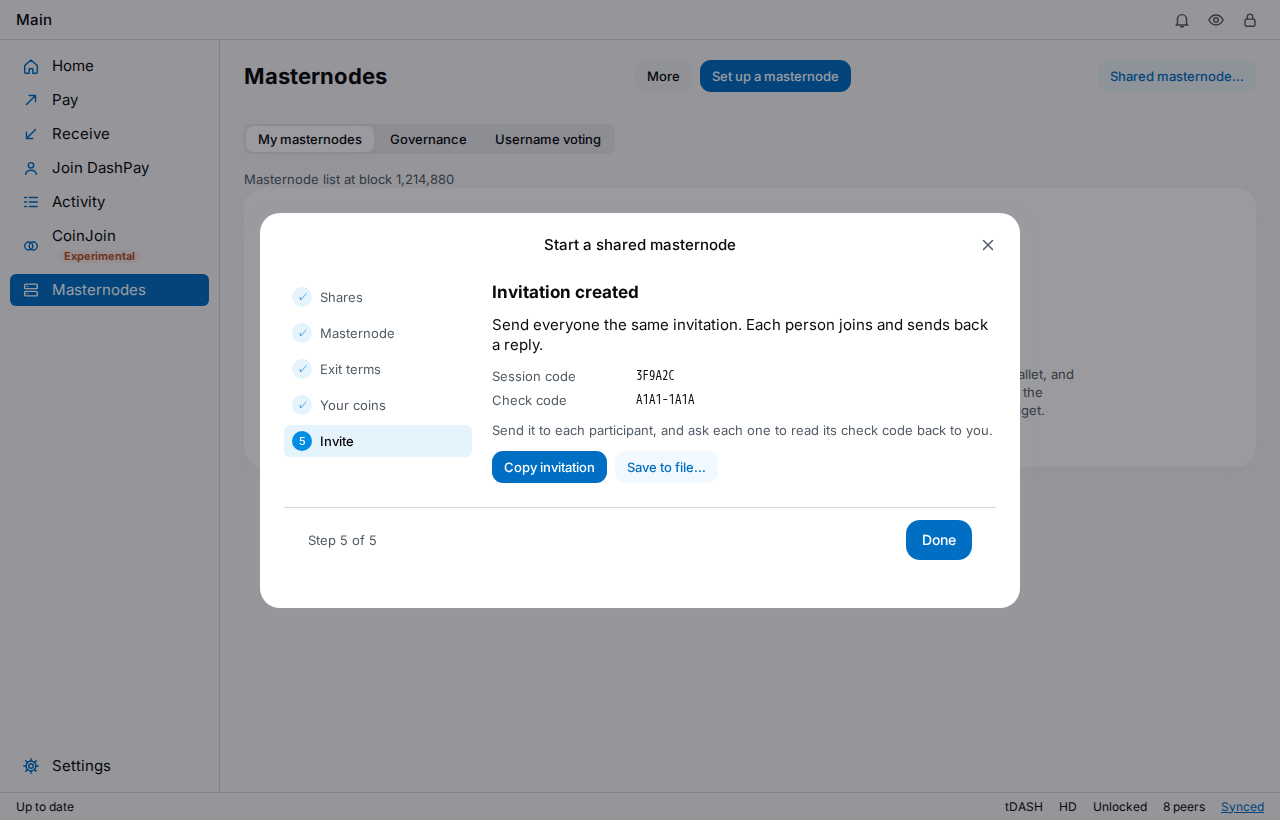 Main
Home
Pay
Receive
Join DashPay
Activity
CoinJoin
Experimental
Masternodes
Settings
Masternodes
More
Set up a masternode
Shared masternode...
My masternodes
Governance
Username voting
Masternode list at block 1,214,880
allet, and
the
get.
Start a shared masternode
✓ Shares
✓ Masternode
✓ Exit terms
✓ Your coins
5 Invite
Invitation created
Send everyone the same invitation. Each person joins and sends back
a reply.
Session code 3F9A2C
Check code A1A1-1A1A
Send it to each participant, and ask each one to read its check code back to you.
Copy invitation
Save to file...
Step 5 of 5
Done
Up to date
tDASH
HD
Unlocked
8 peers
Synced